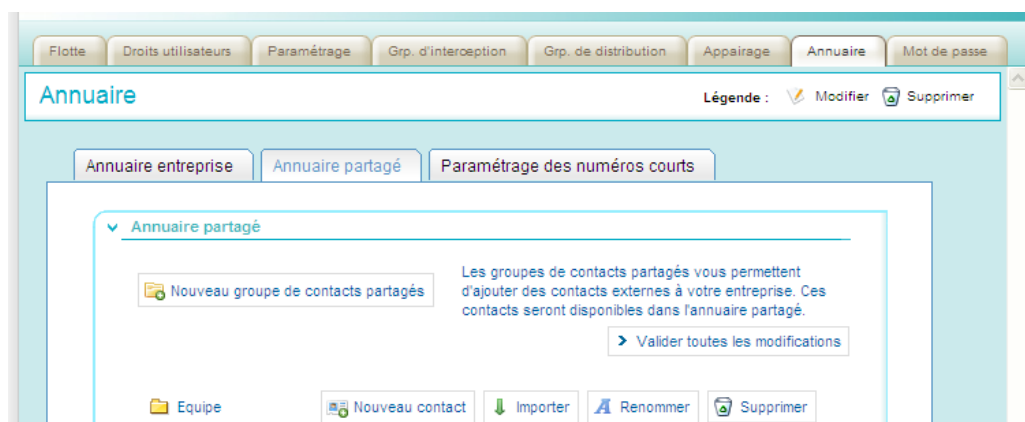 Flotte Droits utilisateurs Paramétrage Grp. d'interception Grp. de distribution Appairage Annuaire Mot de passe
Annuaire Légende : Modifier Supprimer
Annuaire entreprise Annuaire partagé Paramétrage des numéros courts
Annuaire partagé
Nouveau groupe de contacts partagés
Les groupes de contacts partagés vous permettent
d'ajouter des contacts externes à votre entreprise. Ces
contacts seront disponibles dans l'annuaire partagé.
Valider toutes les modifications
Equipe Nouveau contact Importer Renommer Supprimer